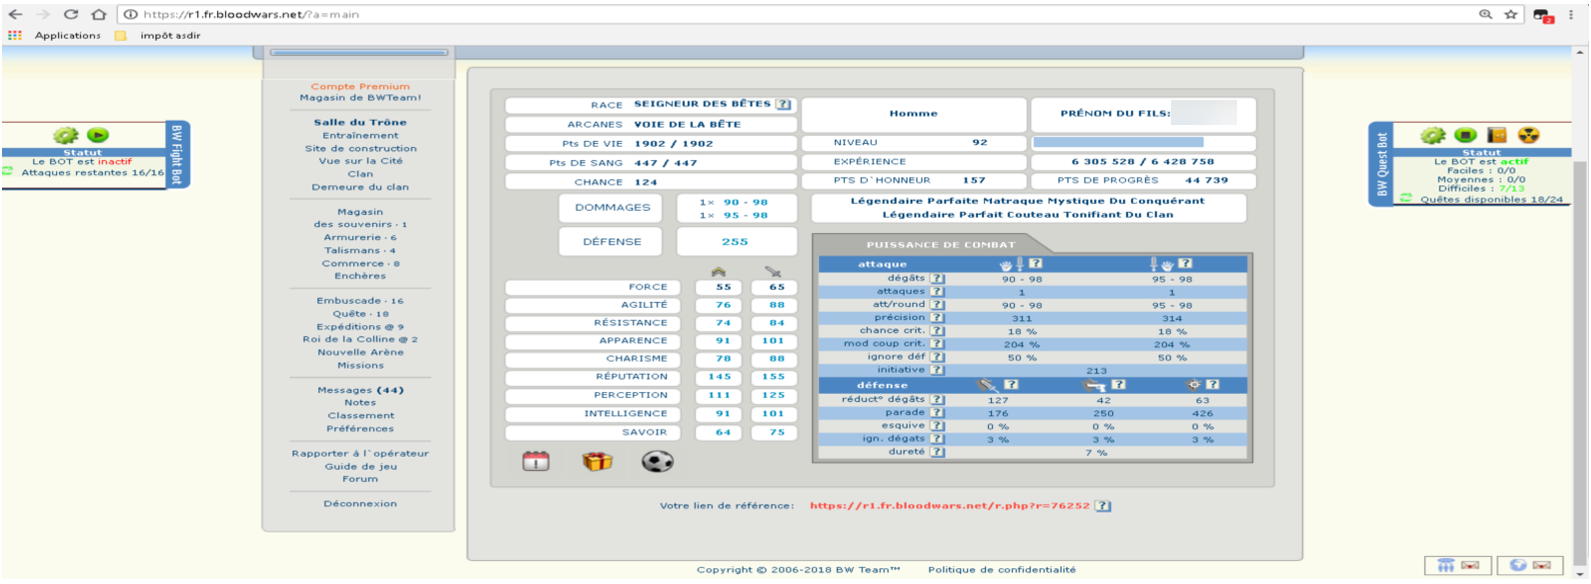 https://r1.fr.bloodwars.net/?a=main
2
Applications impôt asdir
Compte Premium
Magasin de BWTeam!
Salle du Trône
Entraînement
Site de construction
Vue sur la Cité
Clan
Demeure du clan
Magasin
des souvenirs · 1
Armurerie · 6
Talismans · 4
Commerce · 8
Enchères
Embuscade · 16
Quête · 18
Expéditions @ 9
Roi de la Colline @ 2
Nouvelle Arène
Missions
Messages (44)
Notes
Classement
Préférences
Rapporter à l`opérateur
Guide de jeu
Forum
Déconnexion
BW Fight Bot
Statut
Le BOT est inactif
Attaques restantes 16/16
RACE SEIGNEUR DES BÊTES ?
ARCANES VOIE DE LA BÊTE
Pts DE VIE 1902 / 1902
Pts DE SANG 447 / 447
CHANCE 124
Homme
PRÉNOM DU FILS:
NIVEAU 92
EXPÉRIENCE 6 305 528 / 6 428 758
PTS D`HONNEUR 157
PTS DE PROGRÈS 44 739
DOMMAGES 1× 90 - 98
1× 95 - 98
DÉFENSE 255
Légendaire Parfaite Matraque Mystique Du Conquérant
Légendaire Parfait Couteau Tonifiant Du Clan
FORCE 55 65
AGILITÉ 76 88
RÉSISTANCE 74 84
APPARENCE 91 101
CHARISME 78 88
RÉPUTATION 145 155
PERCEPTION 111 125
INTELLIGENCE 91 101
SAVOIR 64 75
PUISSANCE DE COMBAT
attaque ? ?
dégâts ? 90 - 98 95 - 98
attaques ? 1 1
att/round ? 90 - 98 95 - 98
précision ? 311 314
chance crit. ? 18 % 18 %
mod coup crit. ? 204 % 204 %
ignore déf ? 50 % 50 %
initiative ? 213
défense ? ? ?
réduct° dégâts ? 127 42 63
parade ? 176 250 426
esquive ? 0 % 0 % 0 %
ign. dégats ? 3 % 3 % 3 %
dureté ? 7 %
Votre lien de référence: https://r1.fr.bloodwars.net/r.php?r=76252 ?
BW Quest Bot
Statut
Le BOT est actif
Faciles : 0/0
Moyennes : 0/0
Difficiles : 7/13
Quêtes disponibles 18/24
Copyright © 2006-2018 BW Team™ Politique de confidentialité